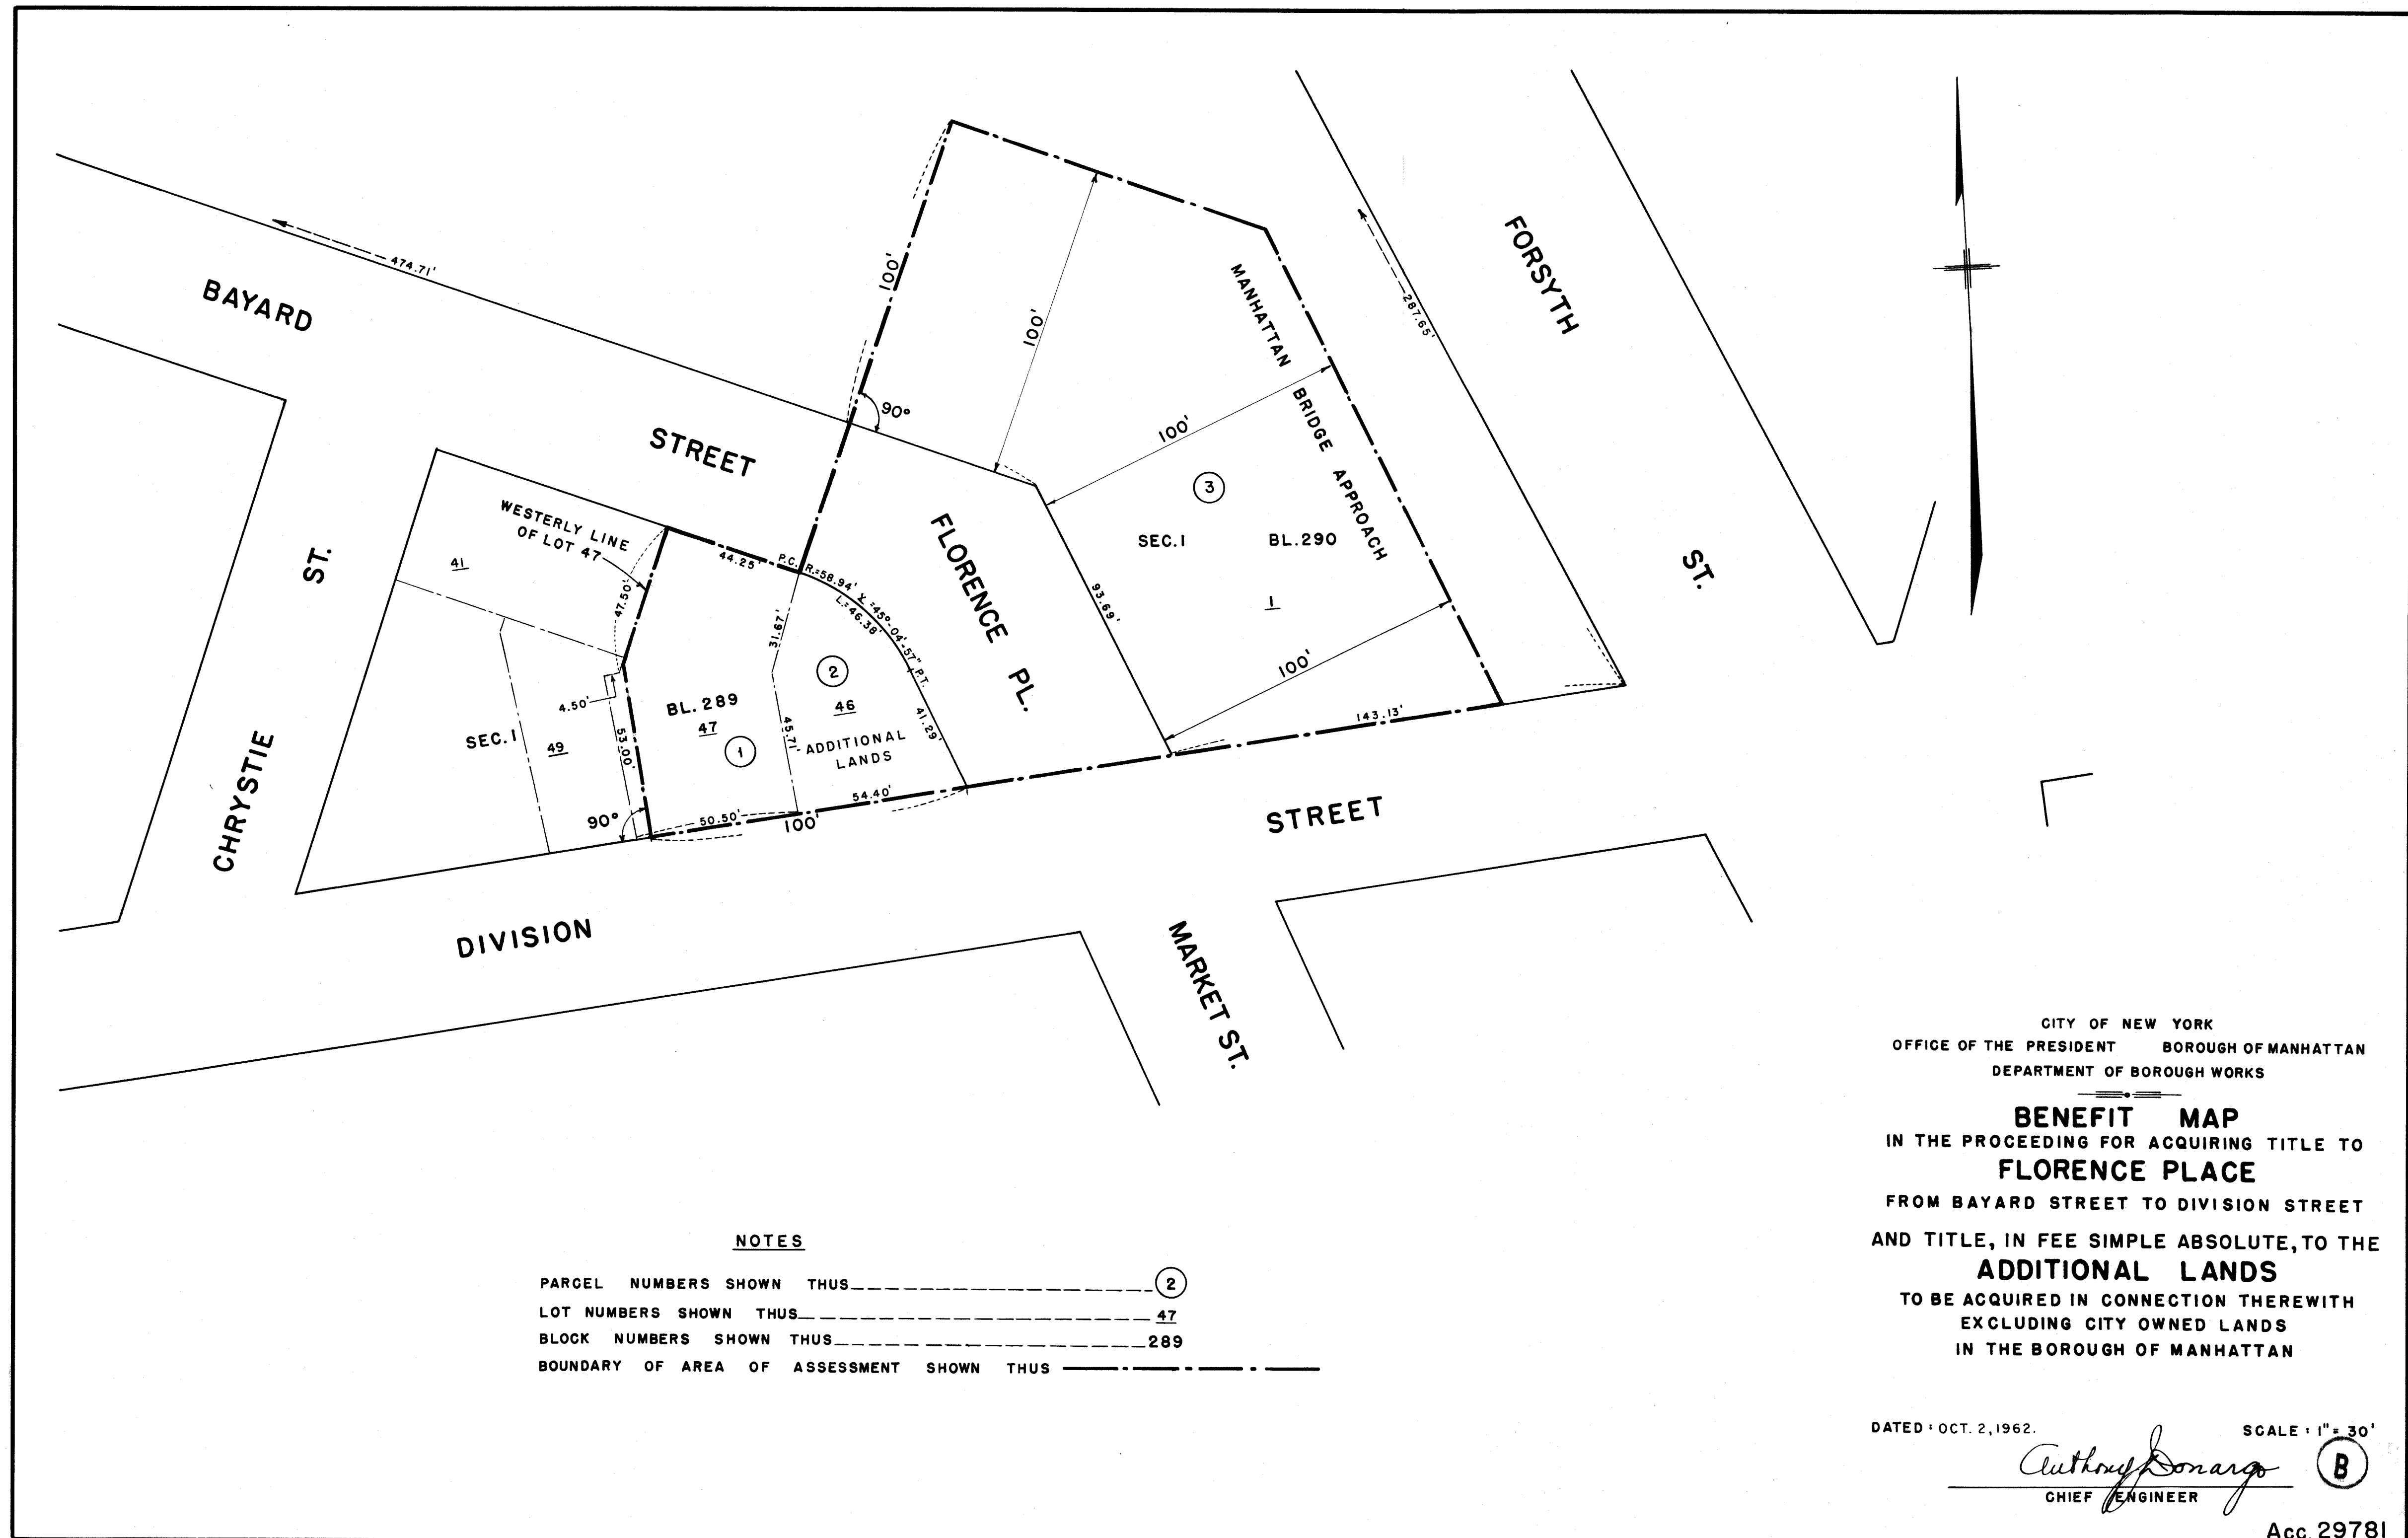 474.71'
BAYARD
STREET
100'
90°
100'
MANHATTAN BRIDGE APPROACH
FORSYTH
ST.
287.65'
100'
3
SEC. 1 BL. 290
1
100'
93.69'
FLORENCE PL.
WESTERLY LINE
OF LOT 47
41
47.50'
44.25'
P.C. R.=58.94' ∡=45°-04'-57" P.T.
L.=46.38'
31.67'
2
46
ADDITIONAL
LANDS
41.29'
45.71'
BL. 289
47
1
4.50'
53.00'
SEC. 1
49
90°
50.50'
100'
54.40'
143.13'
ST.
CHRYSTIE
DIVISION
STREET
MARKET ST.
NOTES
PARCEL NUMBERS SHOWN THUS 2
LOT NUMBERS SHOWN THUS 47
BLOCK NUMBERS SHOWN THUS 289
BOUNDARY OF AREA OF ASSESSMENT SHOWN THUS
CITY OF NEW YORK
OFFICE OF THE PRESIDENT BOROUGH OF MANHATTAN
DEPARTMENT OF BOROUGH WORKS
BENEFIT MAP
IN THE PROCEEDING FOR ACQUIRING TITLE TO
FLORENCE PLACE
FROM BAYARD STREET TO DIVISION STREET
AND TITLE, IN FEE SIMPLE ABSOLUTE, TO THE
ADDITIONAL LANDS
TO BE ACQUIRED IN CONNECTION THEREWITH
EXCLUDING CITY OWNED LANDS
IN THE BOROUGH OF MANHATTAN
DATED: OCT. 2, 1962. SCALE: 1"= 30'
Anthony Donargo
B
CHIEF ENGINEER
Acc. 29781